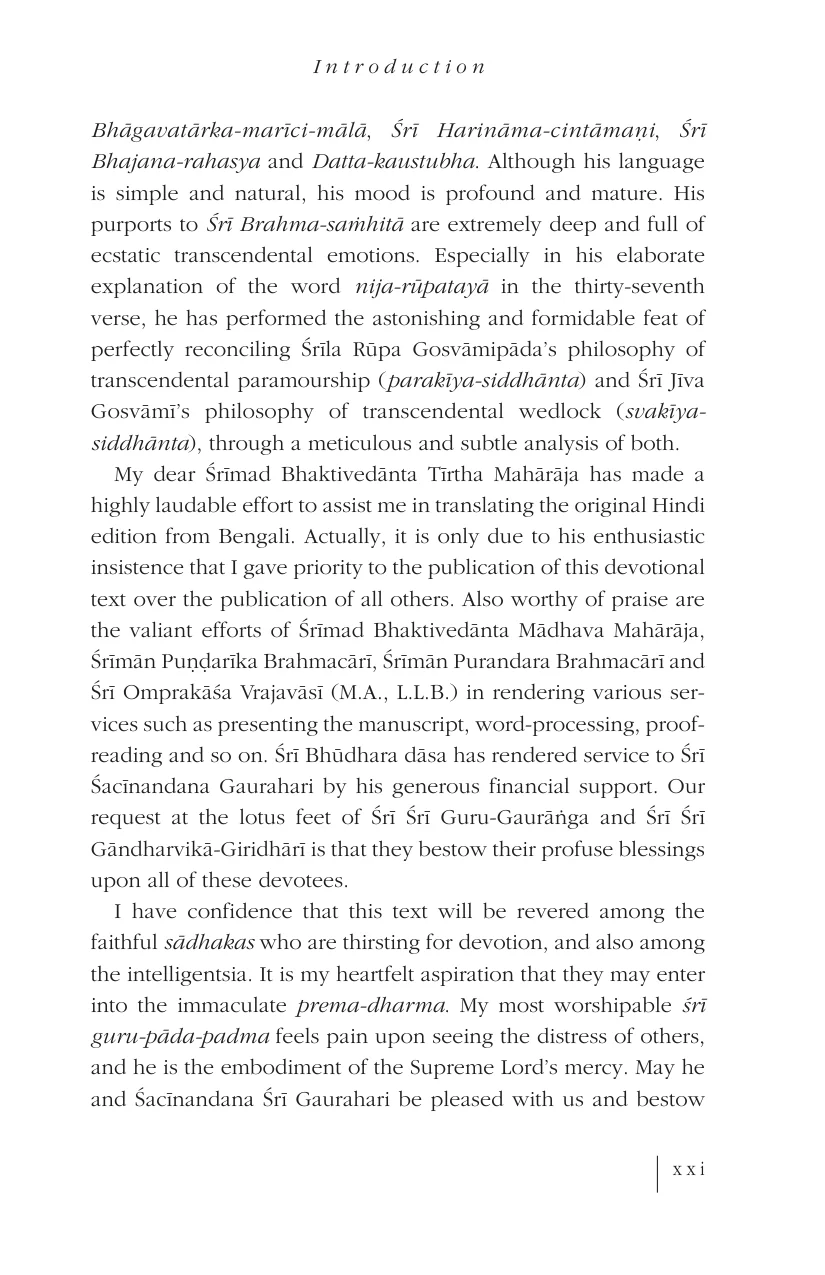 Introduction
Bhāgavatārka-marīci-mālā, Śrī Harināma-cintāmaṇi, Śrī
Bhajana-rahasya and Datta-kaustubha. Although his language
is simple and natural, his mood is profound and mature. His
purports to Śrī Brahma-saṁhitā are extremely deep and full of
ecstatic transcendental emotions. Especially in his elaborate
explanation of the word nija-rūpatayā in the thirty-seventh
verse, he has performed the astonishing and formidable feat of
perfectly reconciling Śrīla Rūpa Gosvāmipāda’s philosophy of
transcendental paramourship (parakīya-siddhānta) and Śrī Jīva
Gosvāmī’s philosophy of transcendental wedlock (svakīya-
siddhānta), through a meticulous and subtle analysis of both.
My dear Śrīmad Bhaktivedānta Tīrtha Mahārāja has made a
highly laudable effort to assist me in translating the original Hindi
edition from Bengali. Actually, it is only due to his enthusiastic
insistence that I gave priority to the publication of this devotional
text over the publication of all others. Also worthy of praise are
the valiant efforts of Śrīmad Bhaktivedānta Mādhava Mahārāja,
Śrīmān Puṇḍarīka Brahmacārī, Śrīmān Purandara Brahmacārī and
Śrī Omprakāśa Vrajavāsī (M.A., L.L.B.) in rendering various ser-
vices such as presenting the manuscript, word-processing, proof-
reading and so on. Śrī Bhūdhara dāsa has rendered service to Śrī
Śacīnandana Gaurahari by his generous financial support. Our
request at the lotus feet of Śrī Śrī Guru-Gaurāṅga and Śrī Śrī
Gāndharvikā-Giridhārī is that they bestow their profuse blessings
upon all of these devotees.
I have confidence that this text will be revered among the
faithful sādhakas who are thirsting for devotion, and also among
the intelligentsia. It is my heartfelt aspiration that they may enter
into the immaculate prema-dharma. My most worshipable śrī
guru-pāda-padma feels pain upon seeing the distress of others,
and he is the embodiment of the Supreme Lord’s mercy. May he
and Śacīnandana Śrī Gaurahari be pleased with us and bestow
xxi